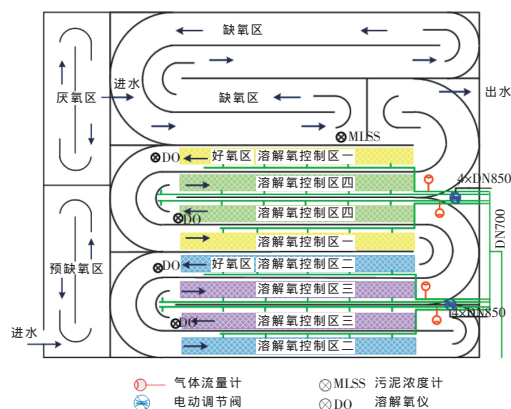 缺氧区
进水
厌氧区
缺氧区
出水
MLSS
DO 好氧区 溶解氧控制区一
溶解氧控制区四
4×DN850
DO 溶解氧控制区四
DN700
溶解氧控制区一
预缺氧区
DO 好氧区 溶解氧控制区二
溶解氧控制区三
4×DN850
DO 溶解氧控制区三
进水
溶解氧控制区二
气体流量计 MLSS 污泥浓度计
电动调节阀 DO 溶解氧仪